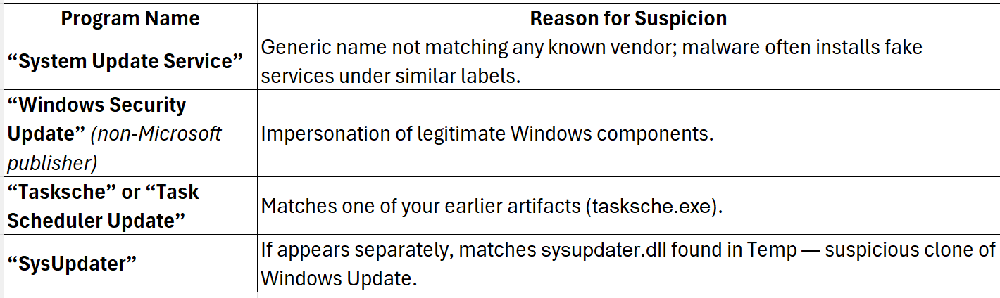 Program Name
Reason for Suspicion
“System Update Service”
Generic name not matching any known vendor; malware often installs fake
services under similar labels.
“Windows Security
Update” (non-Microsoft
publisher)
Impersonation of legitimate Windows components.
“Tasksche” or “Task
Scheduler Update”
Matches one of your earlier artifacts (tasksche.exe).
“SysUpdater”
If appears separately, matches sysupdater.dll found in Temp — suspicious clone of
Windows Update.